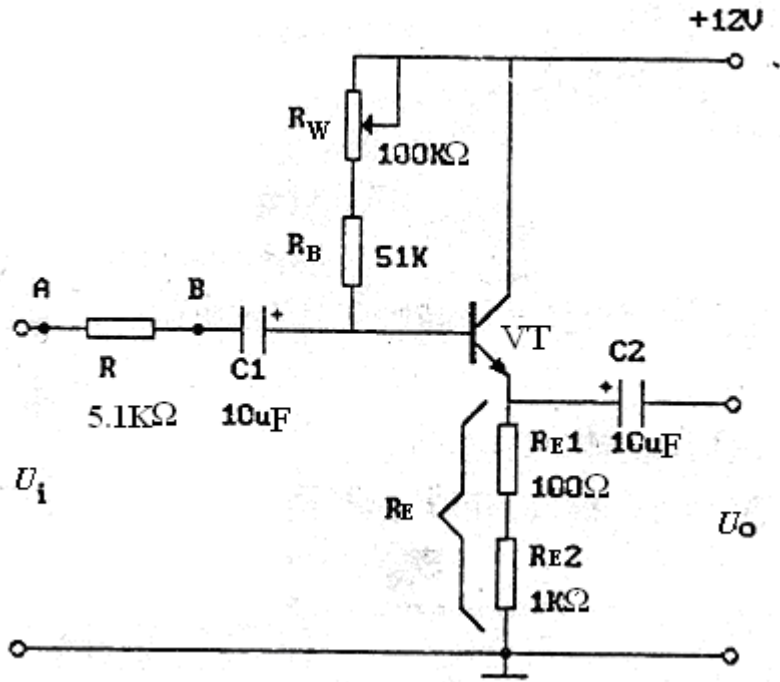 +12V
RW
100KΩ
RB
51K
A
B
VT
C2
R
C1
+
+
5.1KΩ
10uF
RE1
10uF
100Ω
Ui
RE
Uo
RE2
1KΩ